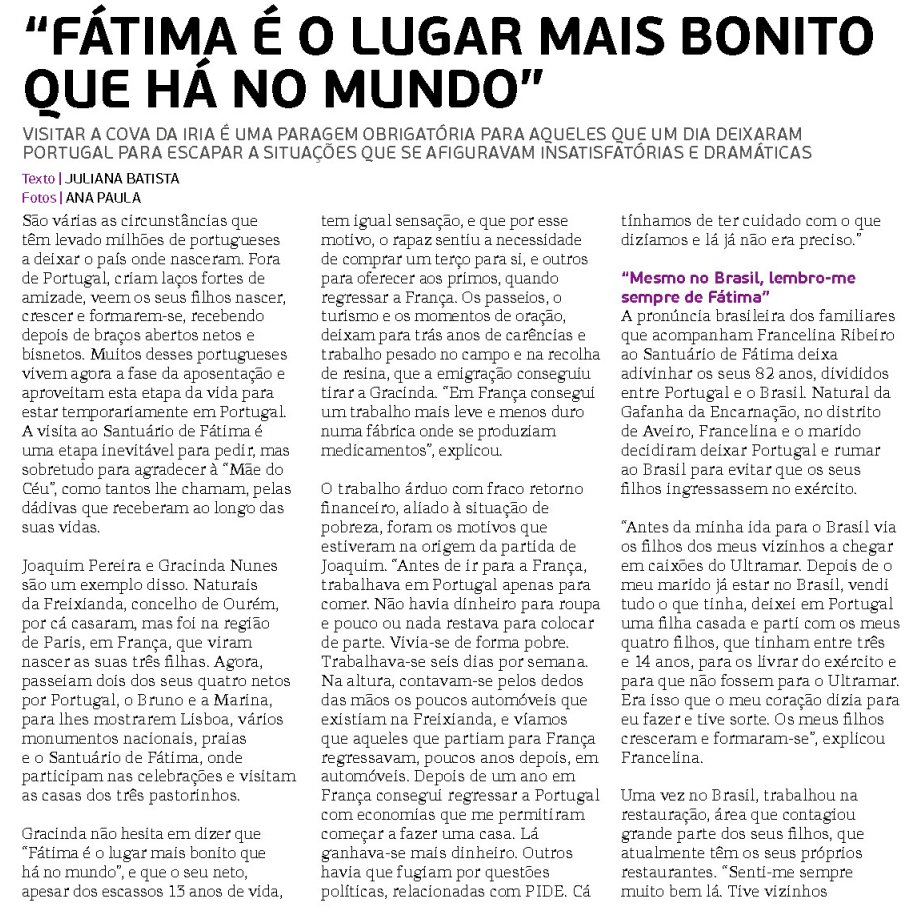 “FÁTIMA É O LUGAR MAIS BONITO
QUE HÁ NO MUNDO”
VISITAR A COVA DA IRIA É UMA PARAGEM OBRIGATÓRIA PARA AQUELES QUE UM DIA DEIXARAM
PORTUGAL PARA ESCAPAR A SITUAÇÕES QUE SE AFIGURAVAM INSATISFATÓRIAS E DRAMÁTICAS
Texto | JULIANA BATISTA
Fotos | ANA PAULA
São várias as circunstâncias que
têm levado milhões de portugueses
a deixar o país onde nasceram. Fora
de Portugal, criam laços fortes de
amizade, veem os seus filhos nascer,
crescer e formarem-se, recebendo
depois de braços abertos netos e
bisnetos. Muitos desses portugueses
vivem agora a fase da aposentação e
aproveitam esta etapa da vida para
estar temporariamente em Portugal.
A visita ao Santuário de Fátima é
uma etapa inevitável para pedir, mas
sobretudo para agradecer à “Mãe do
Céu”, como tantos lhe chamam, pelas
dádivas que receberam ao longo das
suas vidas.
Joaquim Pereira e Gracinda Nunes
são um exemplo disso. Naturais
da Freixianda, concelho de Ourém,
por cá casaram, mas foi na região
de Paris, em França, que viram
nascer as suas três filhas. Agora,
passeiam dois dos seus quatro netos
por Portugal, o Bruno e a Marina,
para lhes mostrarem Lisboa, vários
monumentos nacionais, praias
e o Santuário de Fátima, onde
participam nas celebrações e visitam
as casas dos três pastorinhos.
Gracinda não hesita em dizer que
“Fátima é o lugar mais bonito que
há no mundo”, e que o seu neto,
apesar dos escassos 13 anos de vida,
tem igual sensação, e que por esse
motivo, o rapaz sentiu a necessidade
de comprar um terço para si, e outros
para oferecer aos primos, quando
regressar a França. Os passeios, o
turismo e os momentos de oração,
deixam para trás anos de carências e
trabalho pesado no campo e na recolha
de resina, que a emigração conseguiu
tirar a Gracinda. “Em França consegui
um trabalho mais leve e menos duro
numa fábrica onde se produziam
medicamentos”, explicou.
O trabalho árduo com fraco retorno
financeiro, aliado à situação de
pobreza, foram os motivos que
estiveram na origem da partida de
Joaquim. “Antes de ir para a França,
trabalhava em Portugal apenas para
comer. Não havia dinheiro para roupa
e pouco ou nada restava para colocar
de parte. Vivia-se de forma pobre.
Trabalhava-se seis dias por semana.
Na altura, contavam-se pelos dedos
das mãos os poucos automóveis que
existiam na Freixianda, e víamos
que aqueles que partiam para França
regressavam, poucos anos depois, em
automóveis. Depois de um ano em
França consegui regressar a Portugal
com economias que me permitiram
começar a fazer uma casa. Lá
ganhava-se mais dinheiro. Outros
havia que fugiam por questões
políticas, relacionadas com PIDE. Cá
tínhamos de ter cuidado com o que
dizíamos e lá já não era preciso.”
“Mesmo no Brasil, lembro-me
sempre de Fátima”
A pronúncia brasileira dos familiares
que acompanham Francelina Ribeiro
ao Santuário de Fátima deixa
adivinhar os seus 82 anos, divididos
entre Portugal e o Brasil. Natural da
Gafanha da Encarnação, no distrito
de Aveiro, Francelina e o marido
decidiram deixar Portugal e rumar
ao Brasil para evitar que os seus
filhos ingressassem no exército.
“Antes da minha ida para o Brasil via
os filhos dos meus vizinhos a chegar
em caixões do Ultramar. Depois de o
meu marido já estar no Brasil, vendi
tudo o que tinha, deixei em Portugal
uma filha casada e parti com os meus
quatro filhos, que tinham entre três
e 14 anos, para os livrar do exército e
para que não fossem para o Ultramar.
Era isso que o meu coração dizia para
eu fazer e tive sorte. Os meus filhos
cresceram e formaram-se”, explicou
Francelina.
Uma vez no Brasil, trabalhou na
restauração, área que contagiou
grande parte dos seus filhos, que
atualmente têm os seus próprios
restaurantes. “Senti-me sempre
muito bem lá. Tive vizinhos